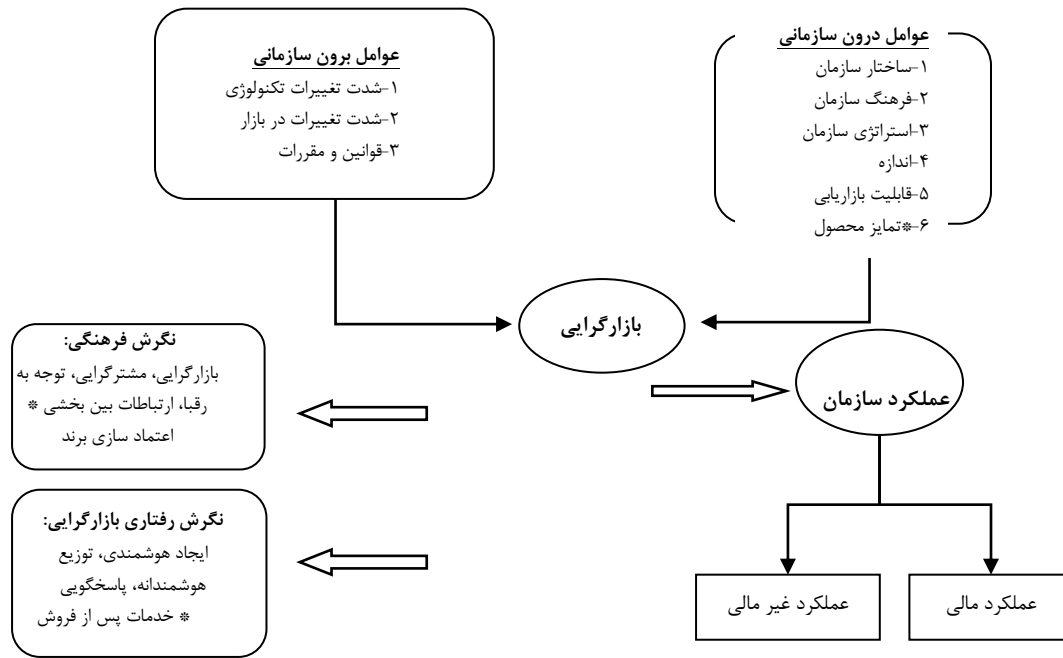 عوامل درون سازمانی
۱-ساختار سازمان
۲-فرهنگ سازمان
۳-استراتژی سازمان
۴-اندازه
۵-قابلیت بازاریابی
۶-*تمایز محصول
عوامل برون سازمانی
۱-شدت تغییرات تکنولوژی
۲-شدت تغییرات در بازار
۳-قوانین و مقررات
بازارگرایی
عملکرد سازمان
نگرش فرهنگی:
بازارگرایی، مشترگرایی، توجه به
رقبا، ارتباطات بین بخشی *
اعتماد سازی برند
نگرش رفتاری بازارگرایی:
ایجاد هوشمندی، توزیع
هوشمندانه، پاسخگویی
* خدمات پس از فروش
عملکرد مالی
عملکرد غیر مالی